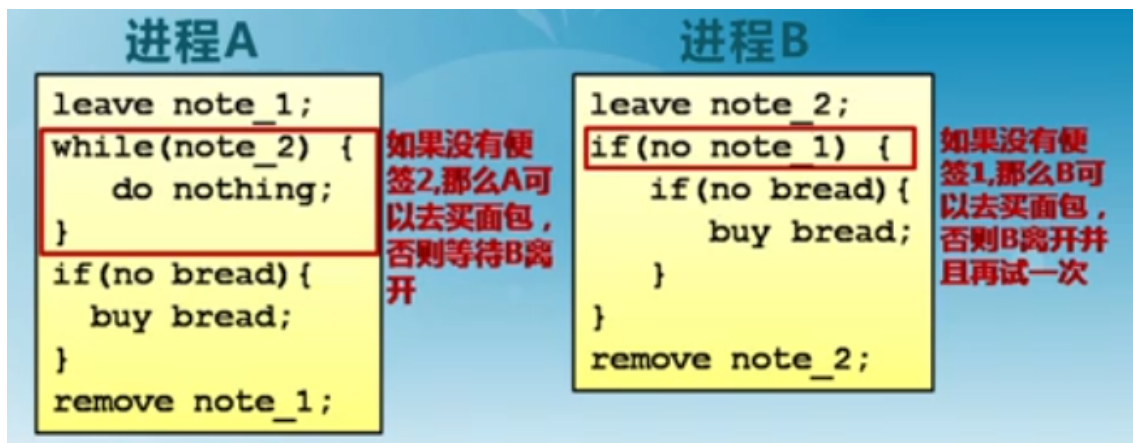 进程A
leave note_1;
while(note_2) {
do nothing;
}
if(no bread){
buy bread;
}
remove note_1;
如果没有便
签2,那么A可
以去买面包，
否则等待B离
开
进程B
leave note_2;
if(no note_1) {
if(no bread){
buy bread;
}
}
remove note_2;
如果没有便
签1,那么B可
以去买面包，
否则B离开并
且再试一次